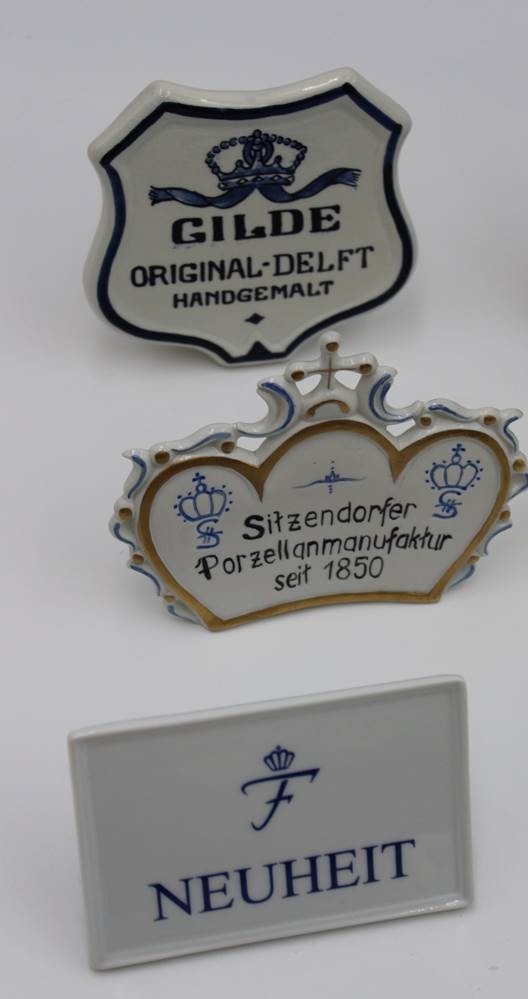 GILDE
ORIGINAL-DELFT
HANDGEMALT
Sitzendorfer
Porzellanmanufaktur
seit 1850
F
NEUHEIT